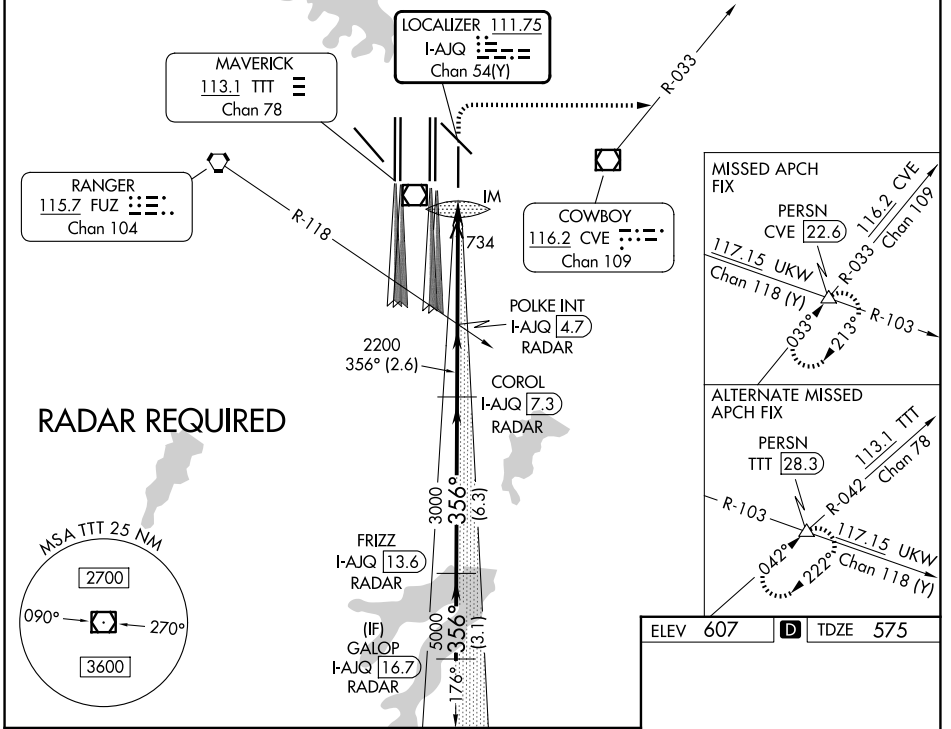 LOCALIZER 111.75
I-AJQ
Chan 54(Y)
R-033
MAVERICK
113.1 TTT
Chan 78
RANGER
115.7 FUZ
Chan 104
R-118
IM
734
COWBOY
116.2 CVE
Chan 109
POLKE INT
I-AJQ 4.7
RADAR
2200
356° (2.6)
COROL
I-AJQ 7.3
RADAR
RADAR REQUIRED
3000
356°
(6.3)
FRIZZ
I-AJQ 13.6
RADAR
5000
356°
(3.1)
(IF)
GALOP
I-AJQ 16.7
RADAR
176°
MSA TTT 25 NM
2700
090°
270°
3600
MISSED APCH
FIX
PERSN
CVE 22.6
116.2 CVE
R-033 Chan 109
117.15 UKW
Chan 118 (Y)
R-103
033°
213°
ALTERNATE MISSED
APCH FIX
PERSN
TTT 28.3
113.1 TTT
R-042 Chan 78
R-103
117.15 UKW
Chan 118 (Y)
042°
222°
ELEV 607 D TDZE 575